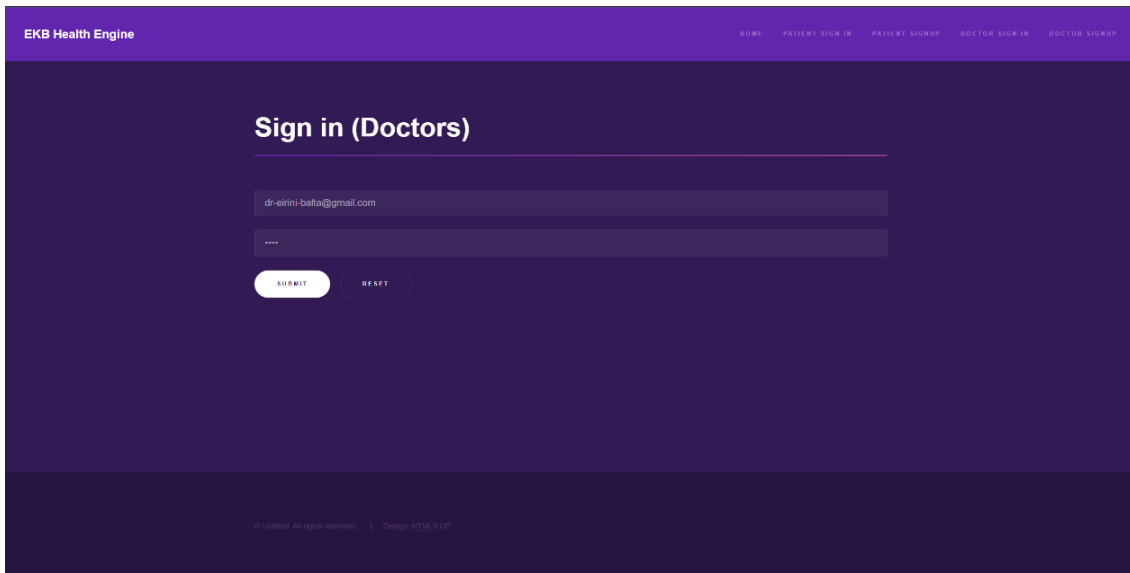 EKB Health Engine
HOME PATIENT SIGN IN PATIENT SIGNUP DOCTOR SIGN IN DOCTOR SIGNUP
Sign in (Doctors)
dr-eirini-balta@gmail.com
••••
SUBMIT RESET
© Untitled. All rights reserved. | Design: HTML5 UP